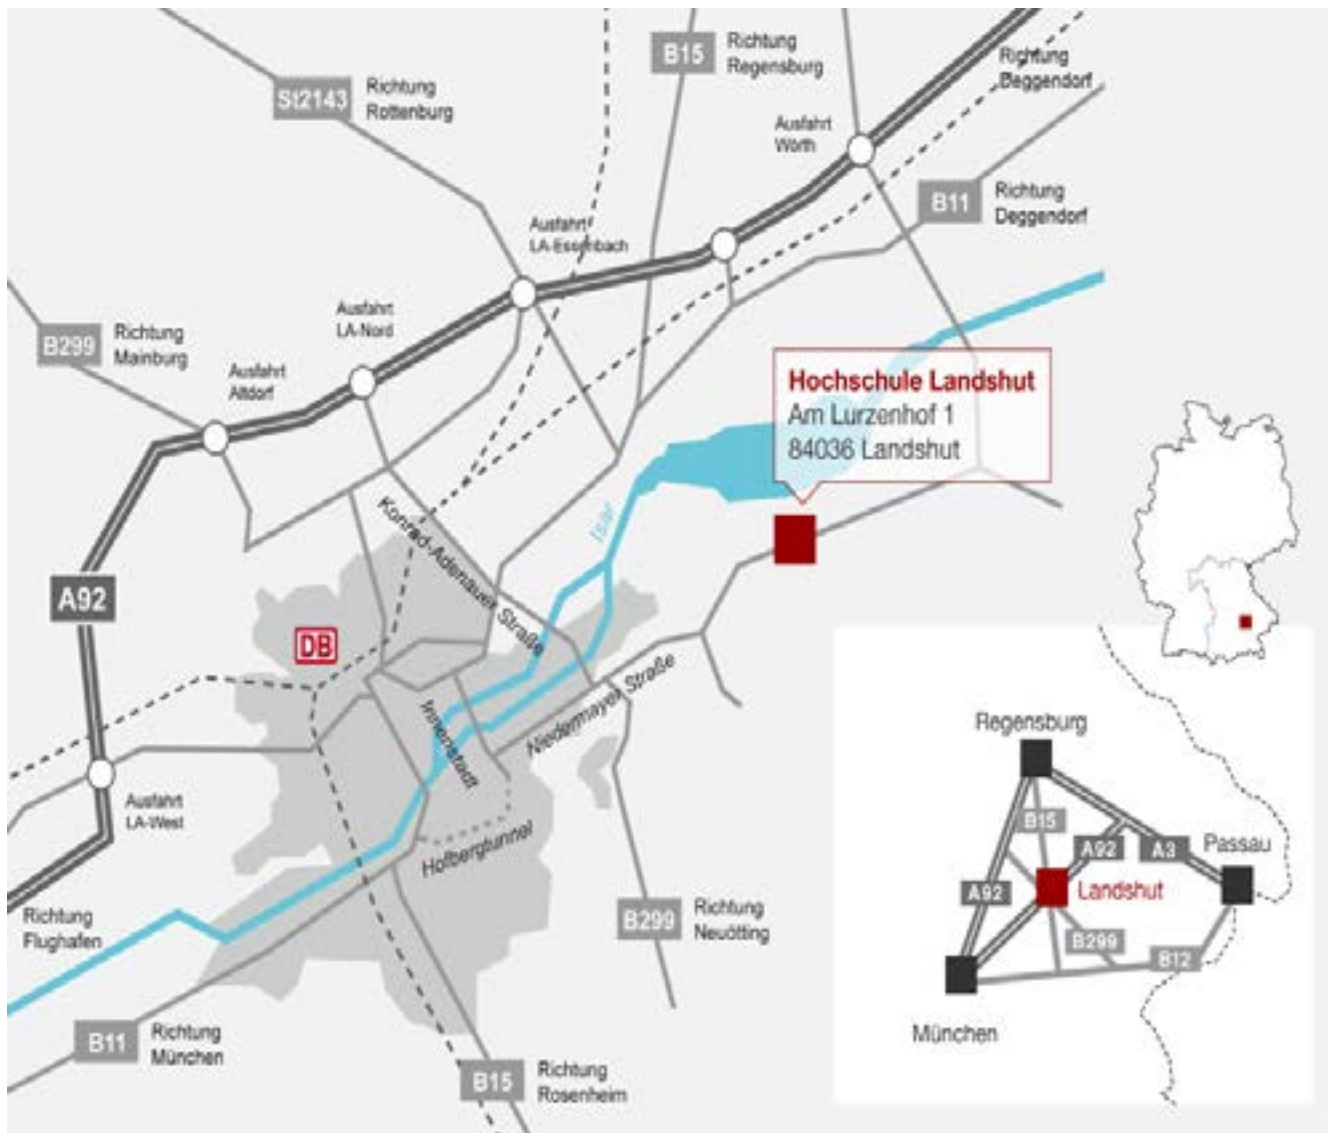 B15
Richtung
Regensburg
Richtung
Deggendorf
St2143
Richtung
Rottenburg
Ausfahrt
Wörth
B11
Richtung
Deggendorf
Ausfahrt
LA-Essenbach
B299
Richtung
Mainburg
Ausfahrt
LA-Nord
Ausfahrt
Altdorf
Hochschule Landshut
Am Lurzenhof 1
84036 Landshut
Isar
Konrad-Adenauer Straße
A92
DB
Niedermayer Straße
Innenstadt
Ausfahrt
LA-West
Hofbergtunnel
Richtung
Flughafen
B299
Richtung
Neuötting
B11
Richtung
München
B15
Richtung
Rosenheim
Regensburg
B15
A92
A3
Passau
A92
Landshut
B299
B12
München